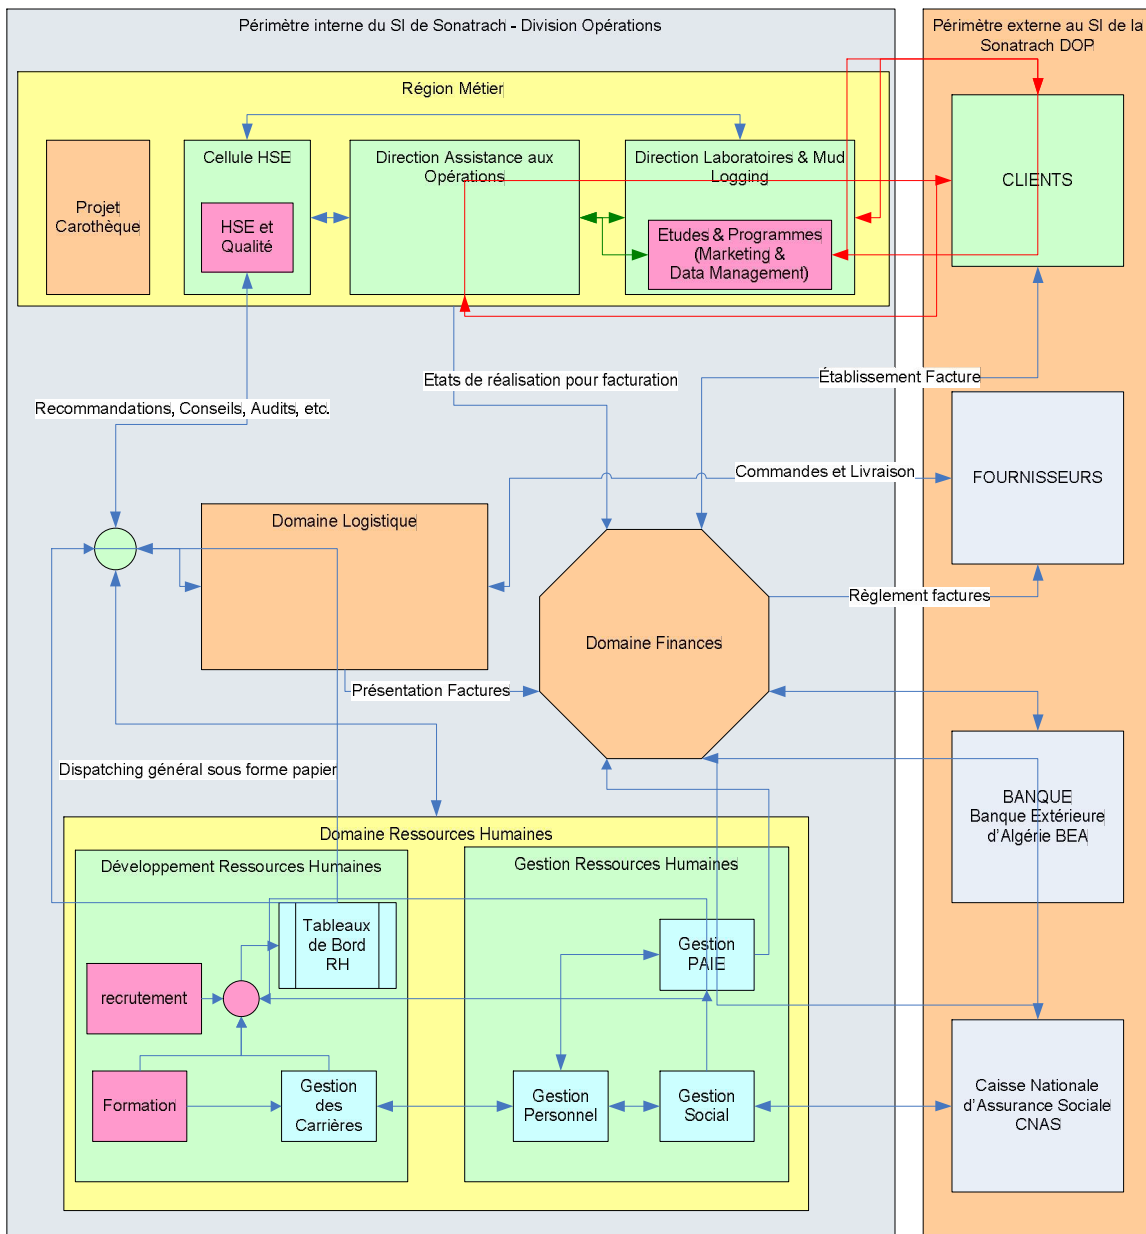 Périmètre interne du SI de Sonatrach - Division Opérations
Périmètre externe au SI de la
Sonatrach DOP
Région Métier
Projet
Carothèque
Cellule HSE
HSE et
Qualité
Direction Assistance aux
Opérations
Direction Laboratoires & Mud
Logging
Etudes & Programmes
(Marketing &
Data Management)
CLIENTS
Etats de réalisation pour facturation
Établissement Facture
Recommandations, Conseils, Audits, etc.
Commandes et Livraison
FOURNISSEURS
Domaine Logistique
Règlement factures
Domaine Finances
Présentation Factures
Dispatching général sous forme papier
BANQUE
Banque Extérieure
d’Algérie BEA
Domaine Ressources Humaines
Développement Ressources Humaines
Gestion Ressources Humaines
Tableaux
de Bord
RH
Gestion
PAIE
recrutement
Formation
Gestion
des
Carrières
Gestion
Personnel
Gestion
Social
Caisse Nationale
d’Assurance Sociale
CNAS